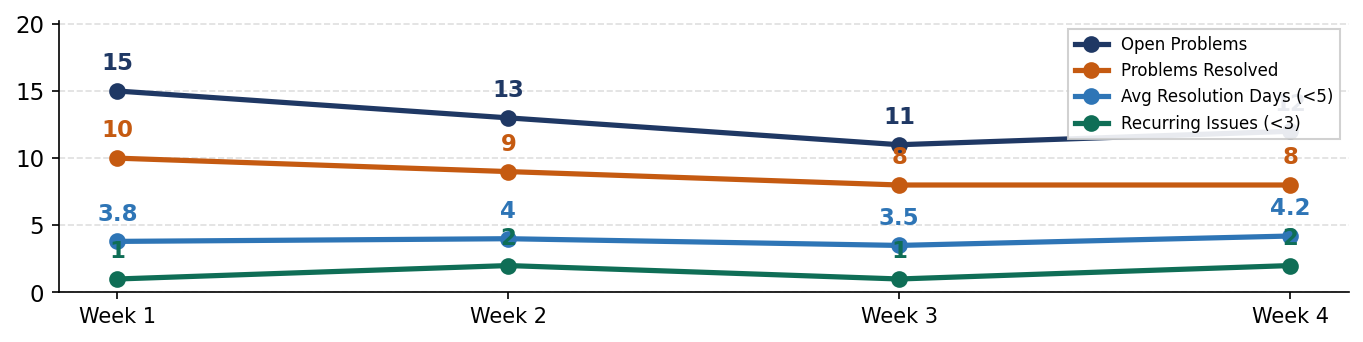 20
15
10
5
0
15
13
11
12
10
9
8
8
3.8
4
3.5
4.2
1
2
1
2
Week 1
Week 2
Week 3
Week 4
Open Problems
Problems Resolved
Avg Resolution Days (<5)
Recurring Issues (<3)